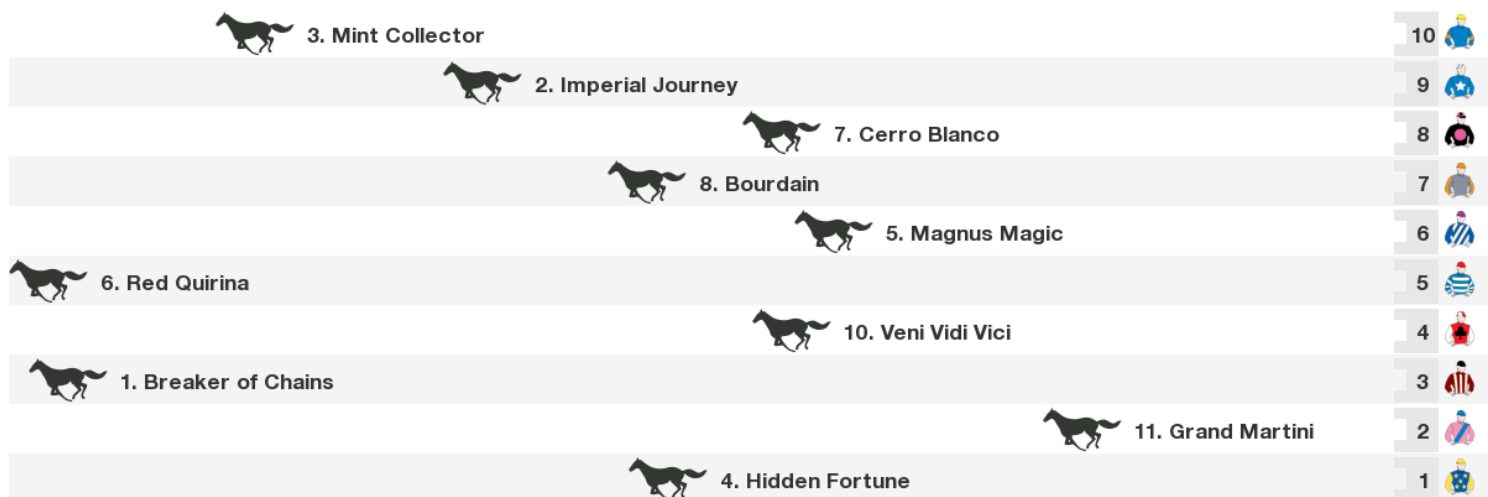 3. Mint Collector 10
2. Imperial Journey 9
7. Cerro Blanco 8
8. Bourdain 7
5. Magnus Magic 6
6. Red Quirina 5
10. Veni Vidi Vici 4
1. Breaker of Chains 3
11. Grand Martini 2
4. Hidden Fortune 1